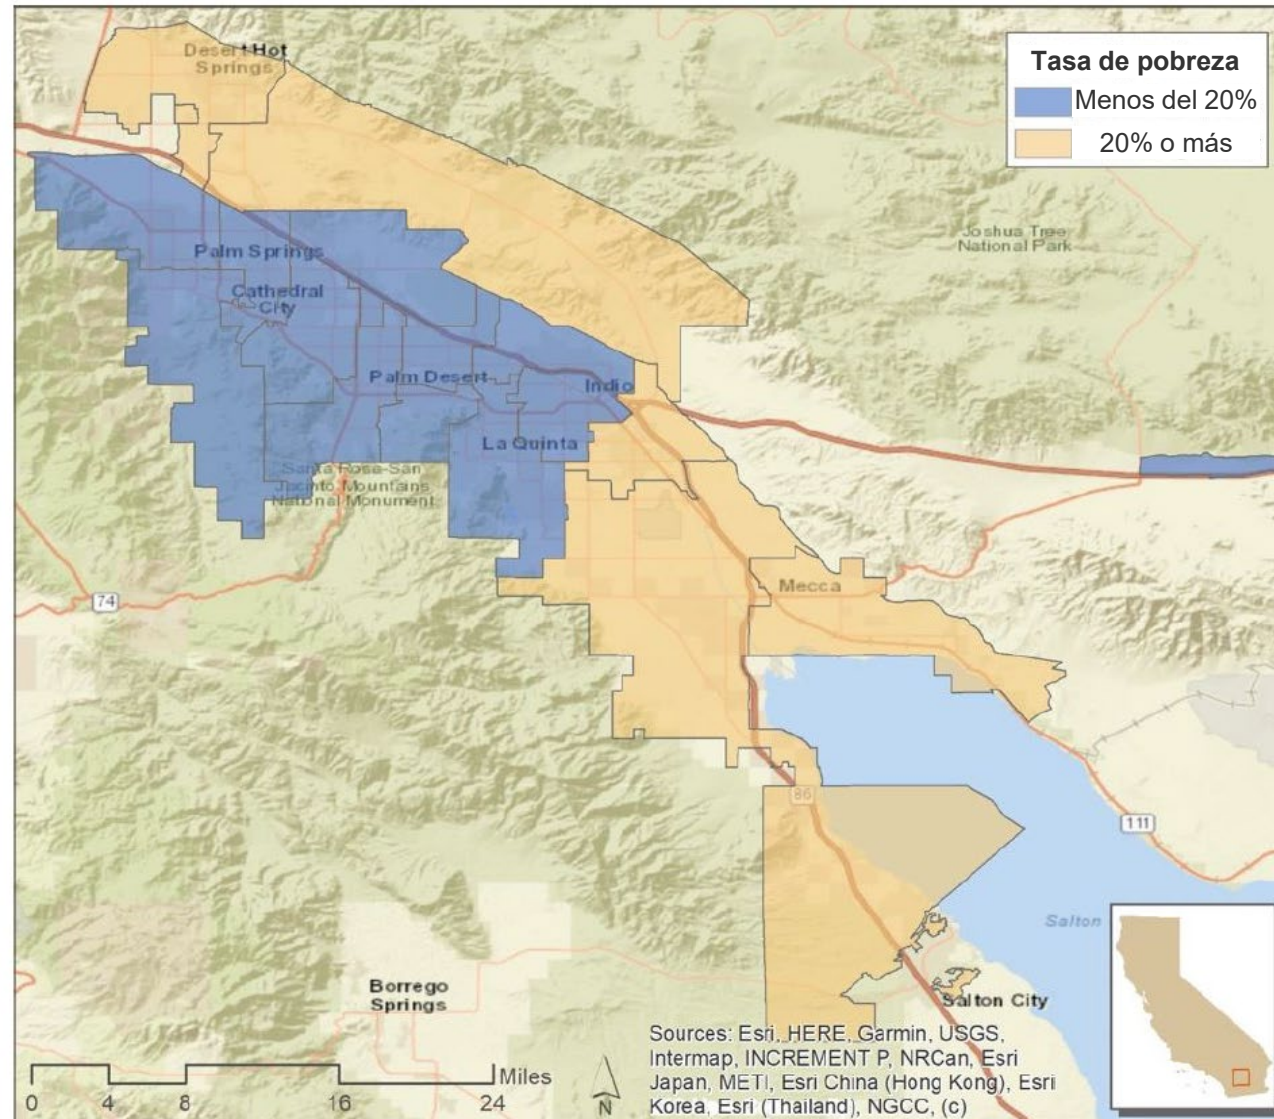 Desert Hot
Springs
Tasa de pobreza
Menos del 20%
20% o más
Joshua Tree
National Park
Palm Springs
Cathedral
City
Palm Desert
Indio
La Quinta
Santa Rosa-San
Jacinto Mountains
National Monument
Mecca
74
86
111
Salton
Borrego
Springs
Salton City
Sources: Esri, HERE, Garmin, USGS,
Intermap, INCREMENT P, NRCan, Esri
Japan, METI, Esri China (Hong Kong), Esri
Korea, Esri (Thailand), NGCC, (c)
Miles
0 4 8 16 24
N